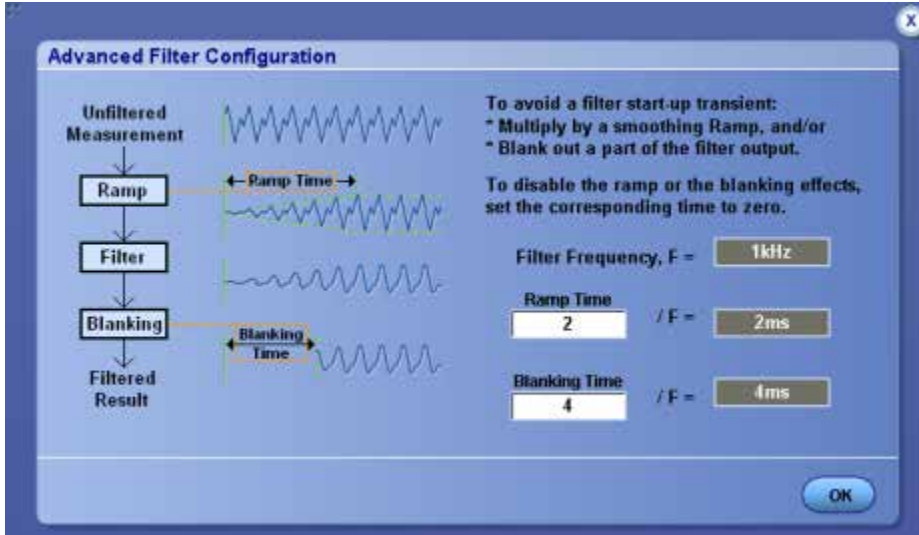 X
Advanced Filter Configuration
Unfiltered
Measurement
Ramp
Filter
Blanking
Filtered
Result
Ramp Time
Blanking
Time
To avoid a filter start-up transient:
* Multiply by a smoothing Ramp, and/or
* Blank out a part of the filter output.
To disable the ramp or the blanking effects,
set the corresponding time to zero.
Filter Frequency, F = 1kHz
Ramp Time
2 / F = 2ms
Blanking Time
4 / F = 4ms
OK